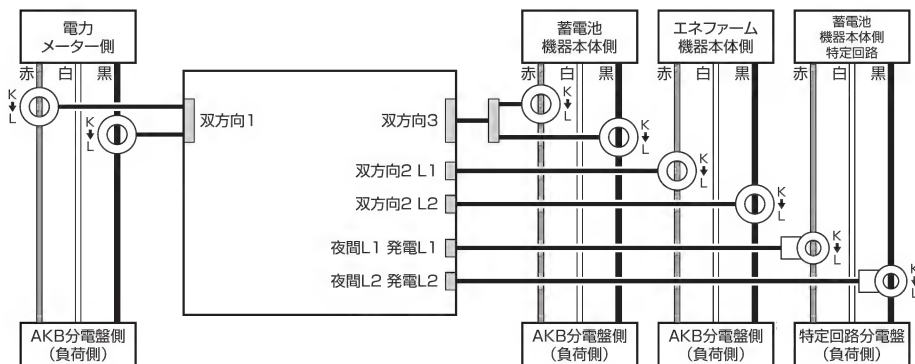 電力
メーター側
赤 白 黒
K
L
K
L
AKB分電盤側
(負荷側)
双方向1
双方向3
双方向2 L1
双方向2 L2
夜間L1 発電L1
夜間L2 発電L2
蓄電池
機器本体側
赤 白 黒
K
L
K
L
AKB分電盤側
(負荷側)
エネファーム
機器本体側
赤 白 黒
K
L
K
L
AKB分電盤側
(負荷側)
蓄電池
機器本体側
特定回路
赤 白 黒
K
L
K
L
特定回路分電盤
(負荷側)